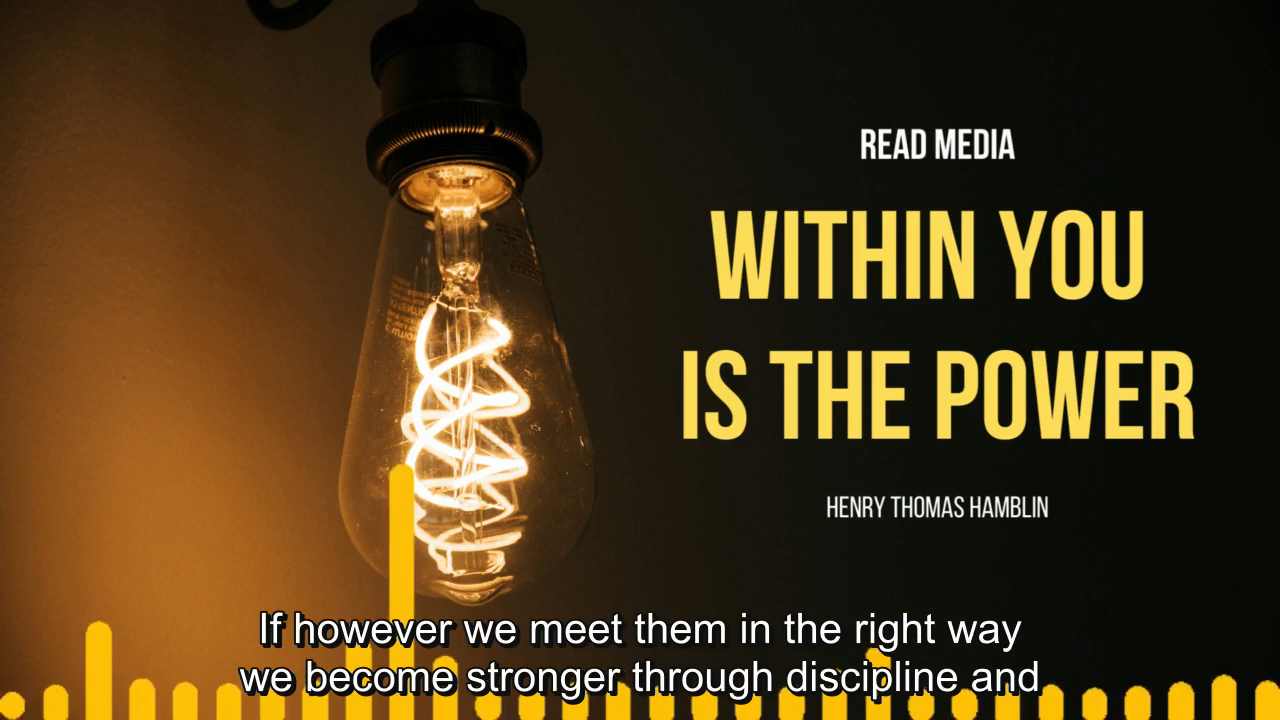 READ MEDIA
WITHIN YOU
IS THE POWER
HENRY THOMAS HAMBLIN
If however we meet them in the right way
we become stronger through discipline and